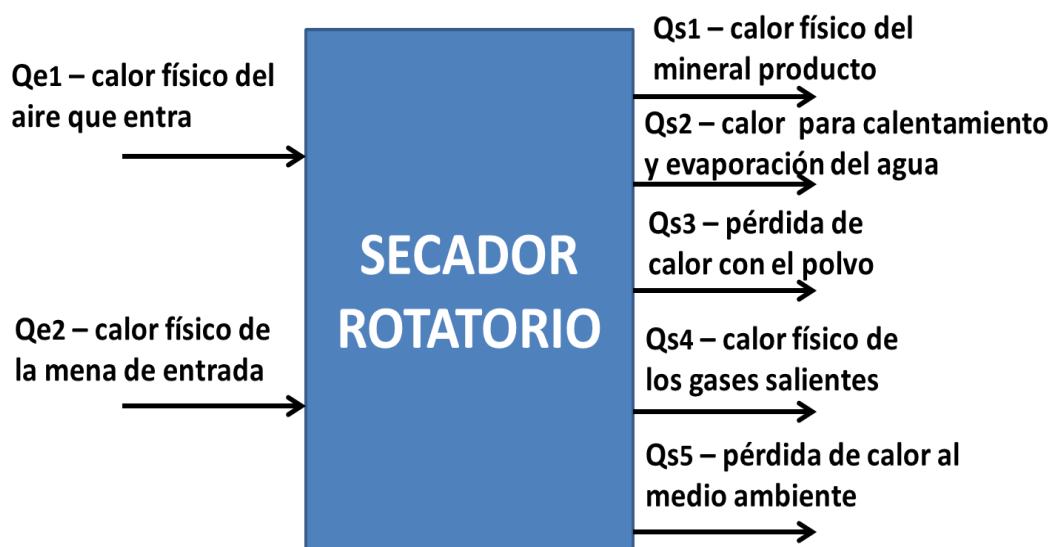 Qe1 – calor físico del
aire que entra
Qe2 – calor físico de
la mena de entrada
SECADOR
ROTATORIO
Qs1 – calor físico del
mineral producto
Qs2 – calor para calentamiento
y evaporación del agua
Qs3 – pérdida de
calor con el polvo
Qs4 – calor físico de
los gases salientes
Qs5 – pérdida de calor al
medio ambiente